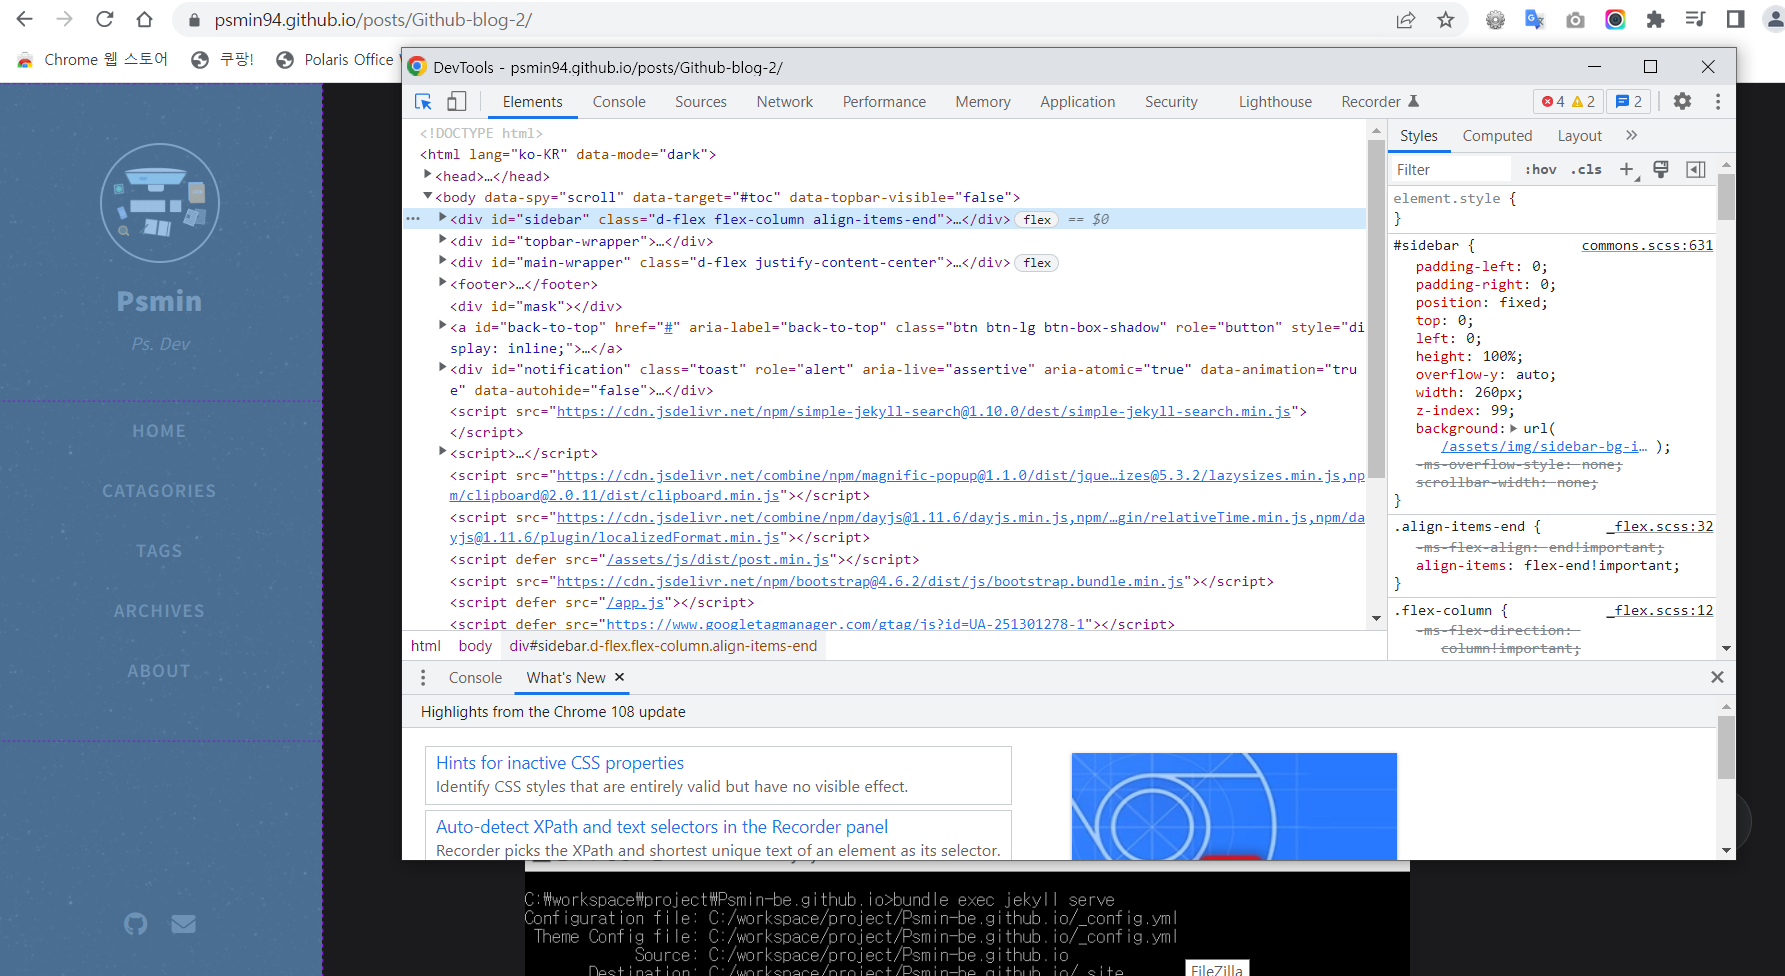 psmin94.github.io/posts/Github-blog-2/
Chrome 웹 스토어
쿠팡!
Polaris Office
DevTools - psmin94.github.io/posts/Github-blog-2/
Elements Console Sources Network Performance Memory Application Security Lighthouse Recorder 4 2 2
<!DOCTYPE html>
<html lang="ko-KR" data-mode="dark">
<head>…</head>
<body data-spy="scroll" data-target="#toc" data-topbar-visible="false">
<div id="sidebar" class="d-flex flex-column align-items-end">…</div> flex == $0
<div id="topbar-wrapper">…</div>
<div id="main-wrapper" class="d-flex justify-content-center">…</div> flex
<footer>…</footer>
<div id="mask"></div>
<a id="back-to-top" href="#" aria-label="back-to-top" class="btn btn-lg btn-box-shadow" role="button" style="di
splay: inline;">…</a>
<div id="notification" class="toast" role="alert" aria-live="assertive" aria-atomic="true" data-animation="tru
e" data-autohide="false">…</div>
<script src="https://cdn.jsdelivr.net/npm/simple-jekyll-search@1.10.0/dest/simple-jekyll-search.min.js">
</script>
<script>…</script>
<script src="https://cdn.jsdelivr.net/combine/npm/magnific-popup@1.1.0/dist/jque…izes@5.3.2/lazysizes.min.js,np
m/clipboard@2.0.11/dist/clipboard.min.js"></script>
<script src="https://cdn.jsdelivr.net/combine/npm/dayjs@1.11.6/dayjs.min.js,npm/…gin/relativeTime.min.js,npm/da
yjs@1.11.6/plugin/localizedFormat.min.js"></script>
<script defer src="/assets/js/dist/post.min.js"></script>
<script src="https://cdn.jsdelivr.net/npm/bootstrap@4.6.2/dist/js/bootstrap.bundle.min.js"></script>
<script defer src="/app.js"></script>
<script defer src="https://www.googletagmanager.com/gtag/js?id=UA-251301278-1"></script>
html body div#sidebar.d-flex.flex-column.align-items-end
Styles Computed Layout »
Filter :hov .cls
element.style {
}
#sidebar { commons.scss:631
padding-left: 0;
padding-right: 0;
position: fixed;
top: 0;
left: 0;
height: 100%;
overflow-y: auto;
width: 260px;
z-index: 99;
background: url(
/assets/img/sidebar-bg-i… );
-ms-overflow-style: none;
scrollbar-width: none;
}
.align-items-end { _flex.scss:32
-ms-flex-align: end!important;
align-items: flex-end!important;
}
.flex-column { _flex.scss:12
-ms-flex-direction:
column!important;
Console What's New
Highlights from the Chrome 108 update
Hints for inactive CSS properties
Identify CSS styles that are entirely valid but have no visible effect.
Auto-detect XPath and text selectors in the Recorder panel
Recorder picks the XPath and shortest unique text of an element as its selector.
Psmin
Ps. Dev
HOME
CATAGORIES
TAGS
ARCHIVES
ABOUT
C:₩workspace₩project₩Psmin-be.github.io>bundle exec jekyll serve
Configuration file: C:/workspace/project/Psmin-be.github.io/_config.yml
Theme Config file: C:/workspace/project/Psmin-be.github.io/_config.yml
Source: C:/workspace/project/Psmin-be.github.io
Destination: C:/workspace/project/Psmin-be.github.io/_site
FileZilla